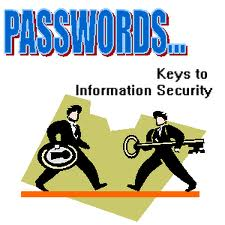 PASSWORDS...
Keys to
Information Security